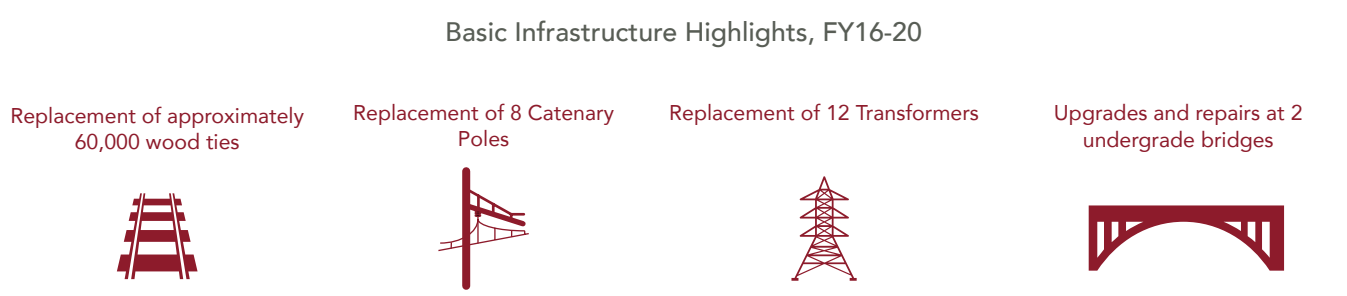 Basic Infrastructure Highlights, FY16-20
Replacement of approximately
60,000 wood ties
Replacement of 8 Catenary
Poles
Replacement of 12 Transformers
Upgrades and repairs at 2
undergrade bridges